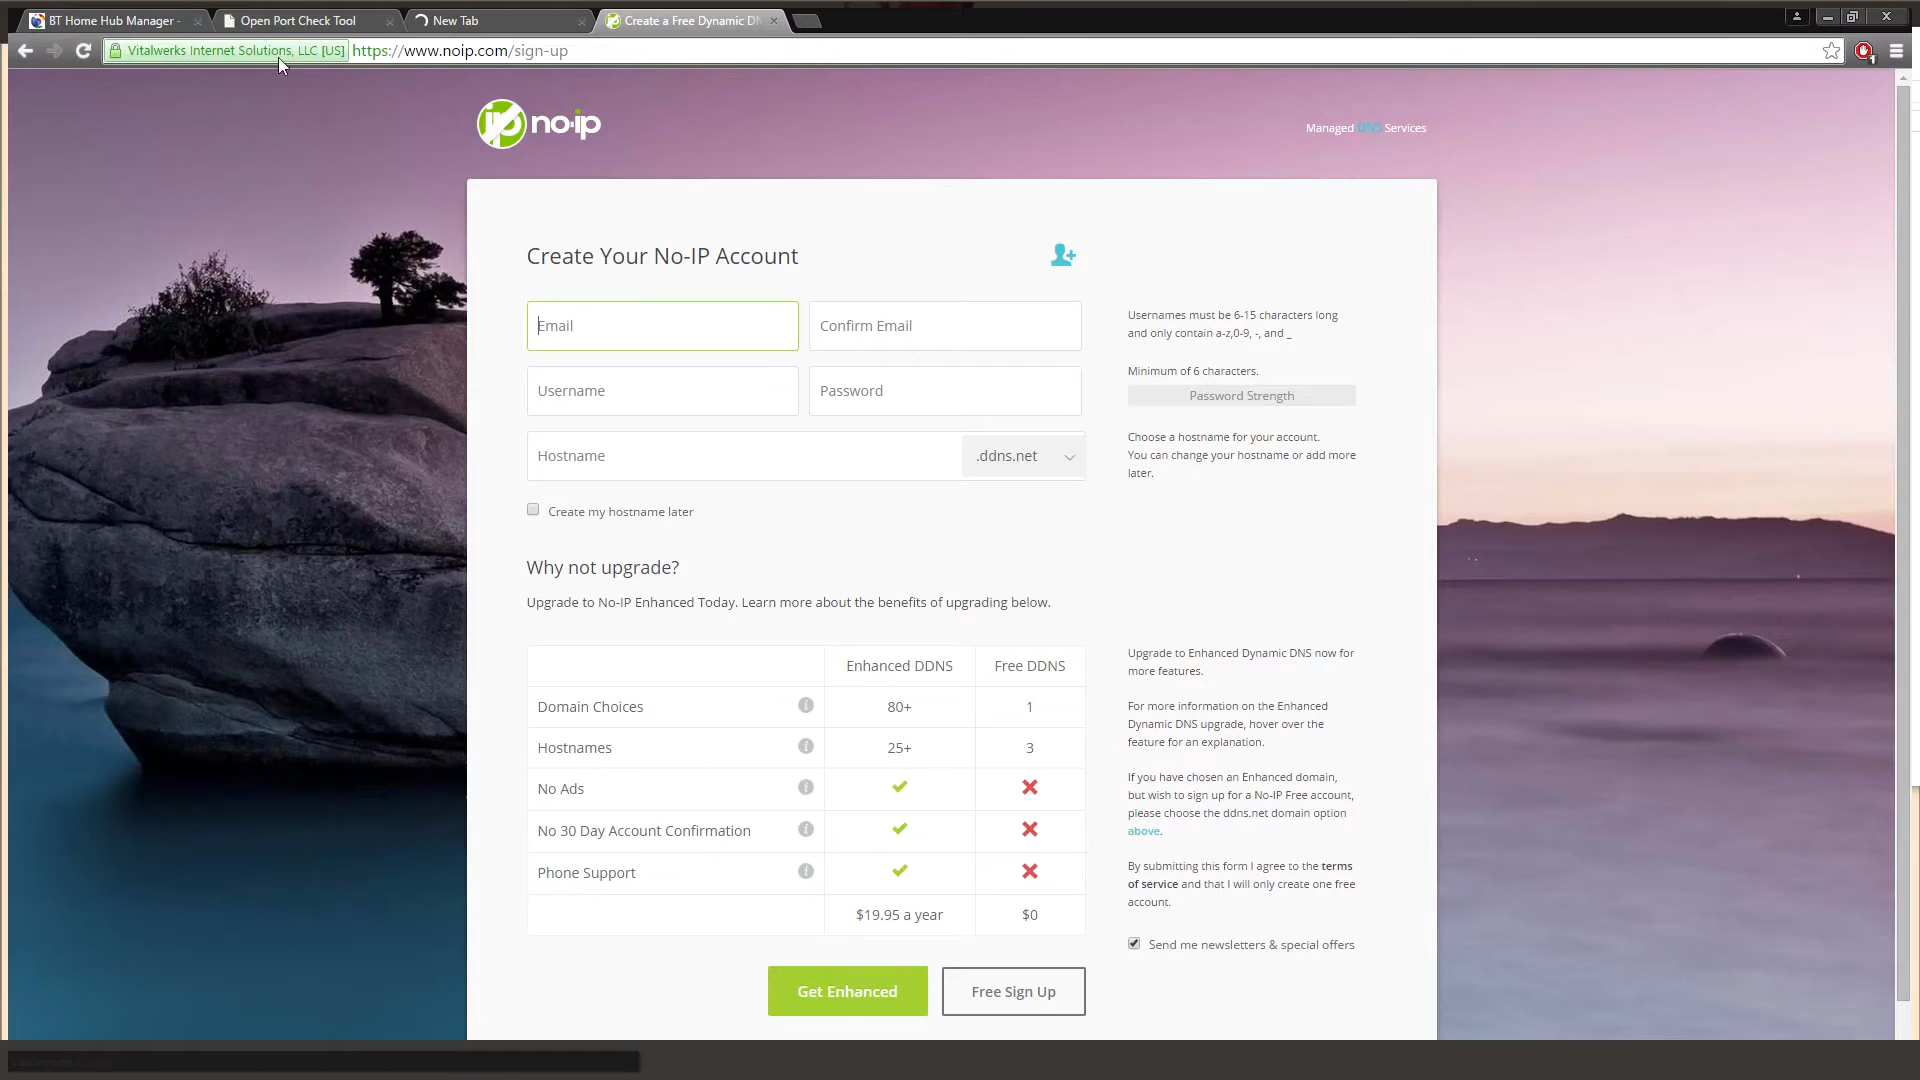 BT Home Hub Manager -
Open Port Check Tool
New Tab
Create a Free Dynamic D
Vitalwerks Internet Solutions, LLC [US]
https://www.noip.com/sign-up
1
no-ip
Managed DNS Services
Create Your No-IP Account
Email
Confirm Email
Usernames must be 6-15 characters long
and only contain a-z,0-9, -, and _
Username
Password
Minimum of 6 characters.
Password Strength
Hostname
.ddns.net
Choose a hostname for your account.
You can change your hostname or add more
later.
Create my hostname later
Why not upgrade?
Upgrade to No-IP Enhanced Today. Learn more about the benefits of upgrading below.
Enhanced DDNS
Free DDNS
Domain Choices
80+
1
Hostnames
25+
3
No Ads
No 30 Day Account Confirmation
Phone Support
$19.95 a year
$0
Upgrade to Enhanced Dynamic DNS now for
more features.
For more information on the Enhanced
Dynamic DNS upgrade, hover over the
feature for an explanation.
If you have chosen an Enhanced domain,
but wish to sign up for a No-IP Free account,
please choose the ddns.net domain option
above.
By submitting this form I agree to the terms
of service and that I will only create one free
account.
Send me newsletters & special offers
Get Enhanced
Free Sign Up